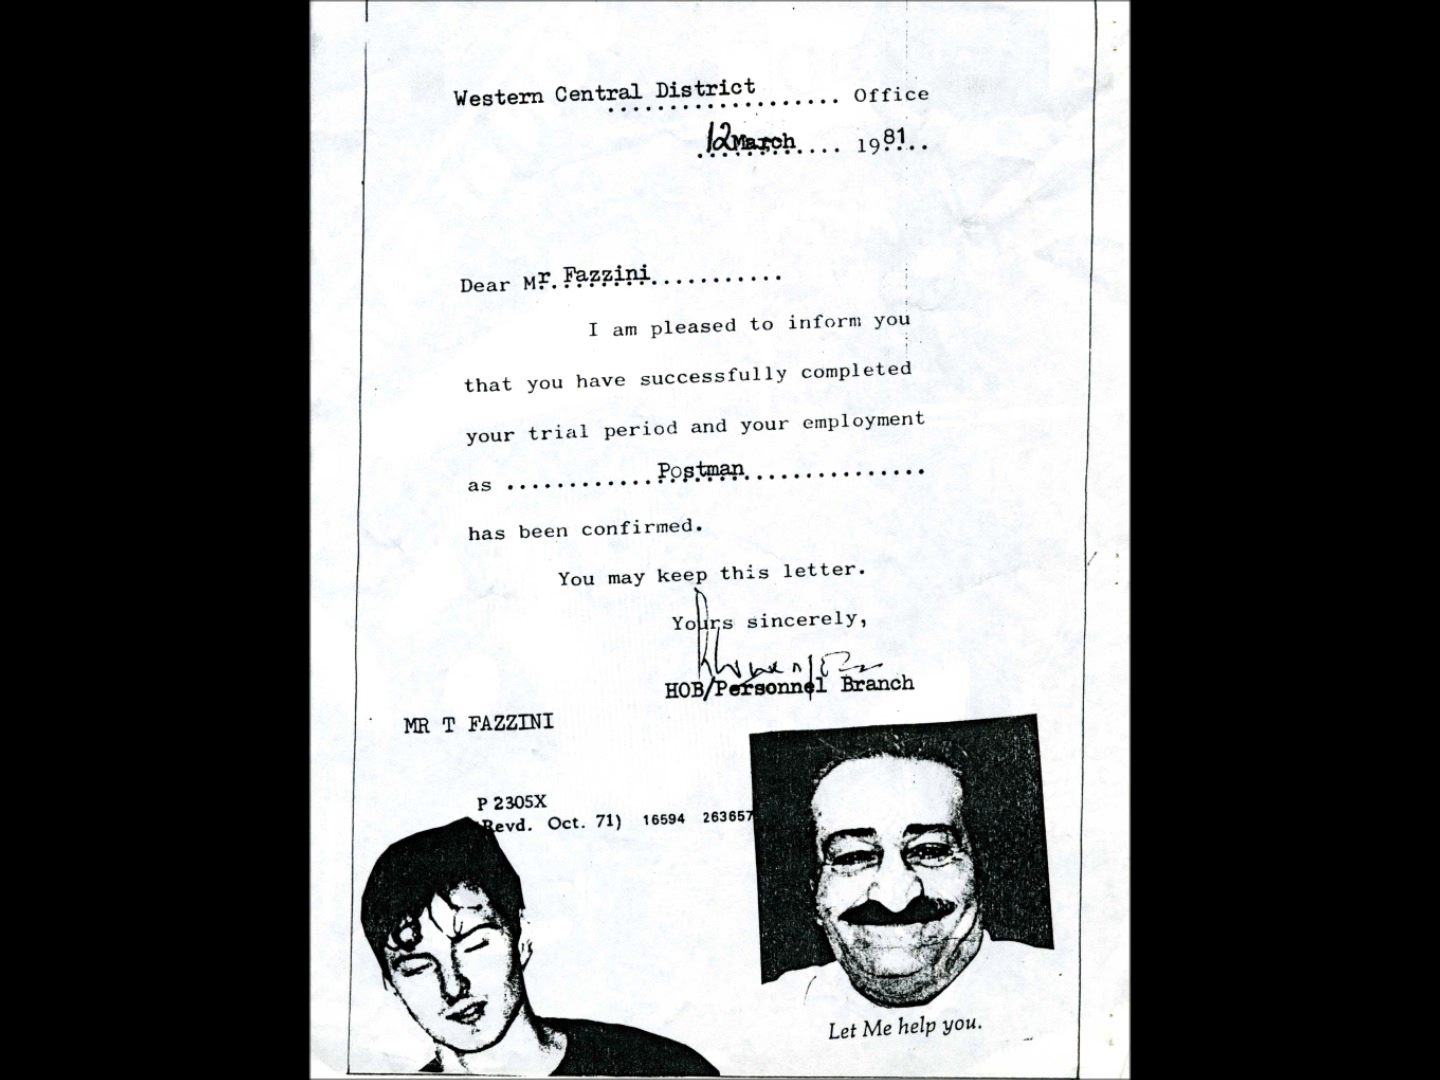 Western Central District ................... Office
12 March .... 1981..
Dear Mr. Fazzini...........
I am pleased to inform you
that you have successfully completed
your trial period and your employment
as ............Postman................
has been confirmed.
You may keep this letter.
Yours sincerely,
HOB/Personnel Branch
MR T FAZZINI
P 2305X
Revd. Oct. 71) 16594 263657
Let Me help you.